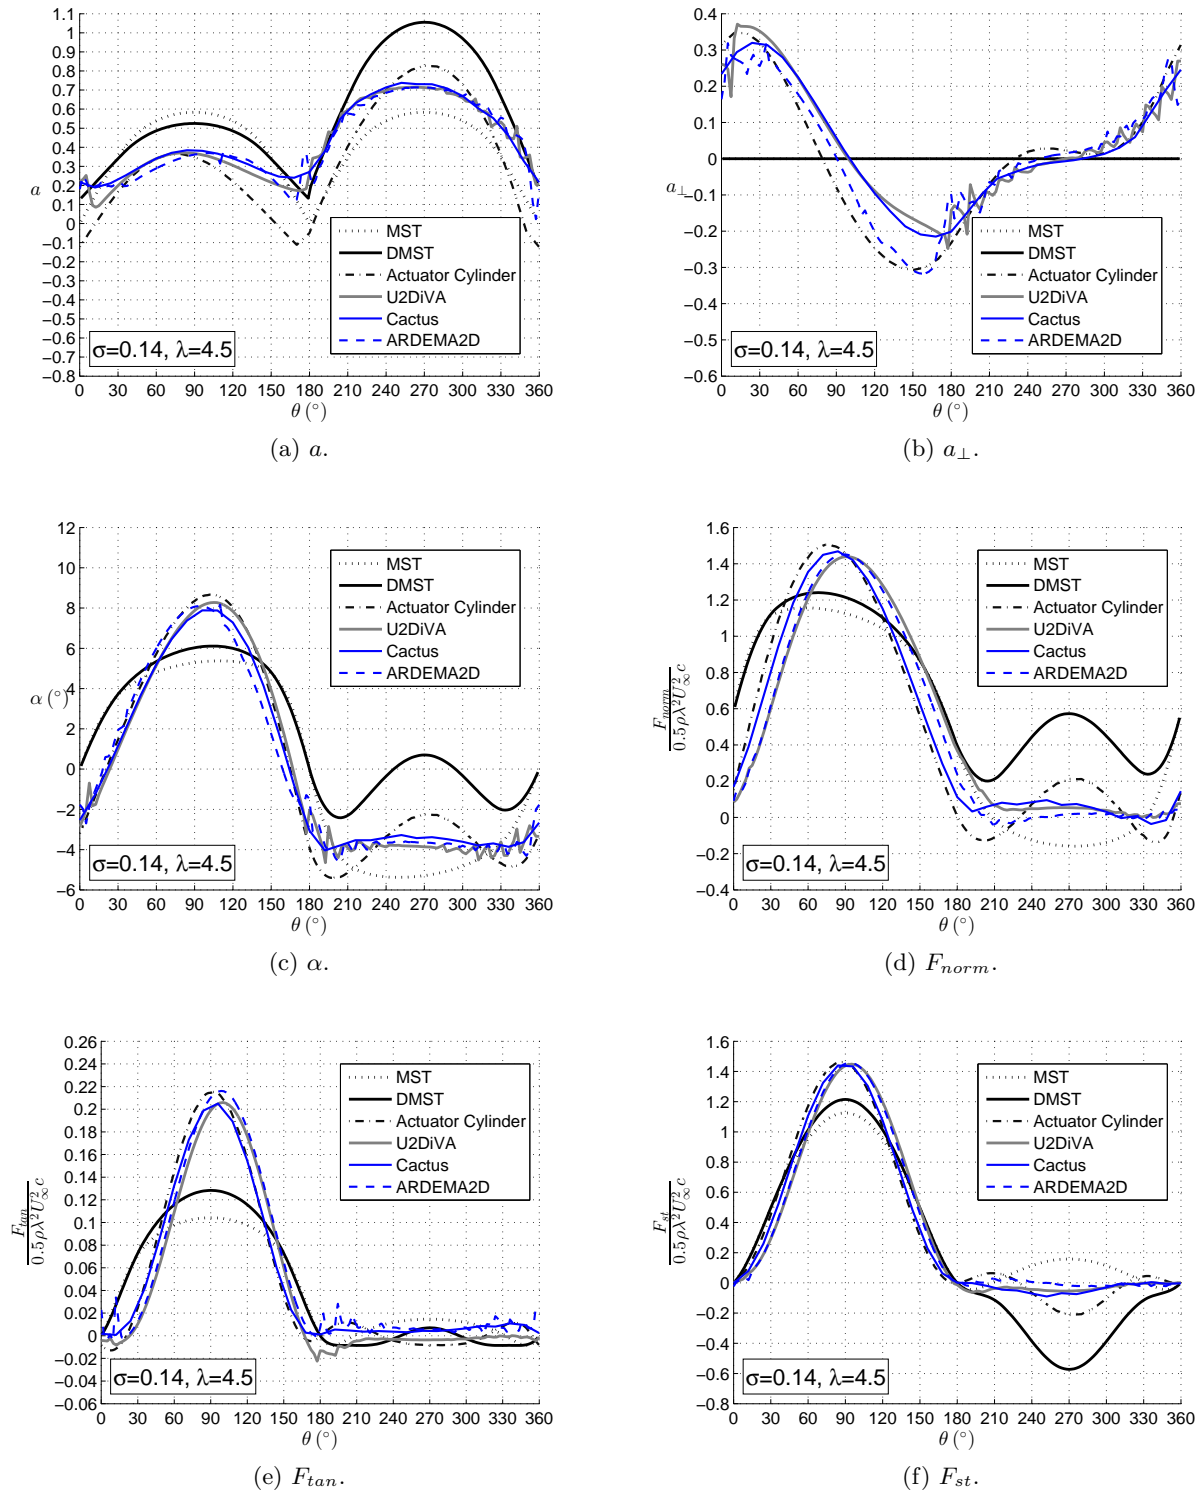 1.1
1
0.9
0.8
0.7
0.6
0.5
0.4
0.3
0.2
0.1
0
−0.1
−0.2
−0.3
−0.4
−0.5
−0.6
−0.7
−0.8
a
MST
DMST
Actuator Cylinder
U2DiVA
Cactus
ARDEMA2D
σ=0.14, λ=4.5
0 30 60 90 120 150 180 210 240 270 300 330 360
θ (°)
(a) a.
0.4
0.3
0.2
0.1
0
−0.1
−0.2
−0.3
−0.4
−0.5
−0.6
a⊥
MST
DMST
Actuator Cylinder
U2DiVA
Cactus
ARDEMA2D
σ=0.14, λ=4.5
0 30 60 90 120 150 180 210 240 270 300 330 360
θ (°)
(b) a⊥.
12
10
8
6
4
2
0
−2
−4
−6
α (°)
MST
DMST
Actuator Cylinder
U2DiVA
Cactus
ARDEMA2D
σ=0.14, λ=4.5
0 30 60 90 120 150 180 210 240 270 300 330 360
θ (°)
(c) α.
1.6
1.4
1.2
1
0.8
0.6
0.4
0.2
0
−0.2
−0.4
F_norm / 0.5ρλ²U∞²c
MST
DMST
Actuator Cylinder
U2DiVA
Cactus
ARDEMA2D
σ=0.14, λ=4.5
0 30 60 90 120 150 180 210 240 270 300 330 360
θ (°)
(d) F_norm.
0.26
0.24
0.22
0.2
0.18
0.16
0.14
0.12
0.1
0.08
0.06
0.04
0.02
0
−0.02
−0.04
−0.06
F_tan / 0.5ρλ²U∞²c
MST
DMST
Actuator Cylinder
U2DiVA
Cactus
ARDEMA2D
σ=0.14, λ=4.5
0 30 60 90 120 150 180 210 240 270 300 330 360
θ (°)
(e) F_tan.
1.6
1.4
1.2
1
0.8
0.6
0.4
0.2
0
−0.2
−0.4
−0.6
−0.8
F_st / 0.5ρλ²U∞²c
MST
DMST
Actuator Cylinder
U2DiVA
Cactus
ARDEMA2D
σ=0.14, λ=4.5
0 30 60 90 120 150 180 210 240 270 300 330 360
θ (°)
(f) F_st.